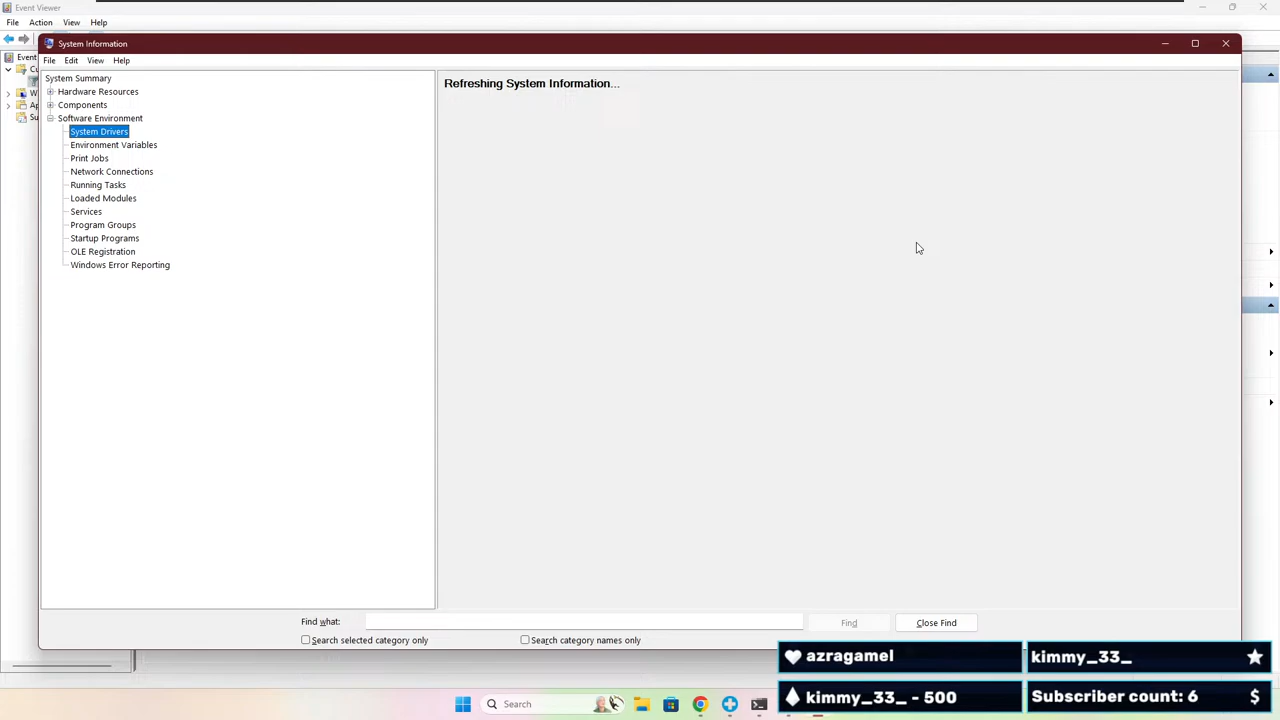 Event Viewer
File Action View Help
System Information
File Edit View Help
Event
System Summary
Hardware Resources
Components
Software Environment
System Drivers
Environment Variables
Print Jobs
Network Connections
Running Tasks
Loaded Modules
Services
Program Groups
Startup Programs
OLE Registration
Windows Error Reporting
Refreshing System Information...
Find what:
Find
Close Find
Search selected category only
Search category names only
azragamel
kimmy_33_
kimmy_33_ - 500
Subscriber count: 6
$
Search